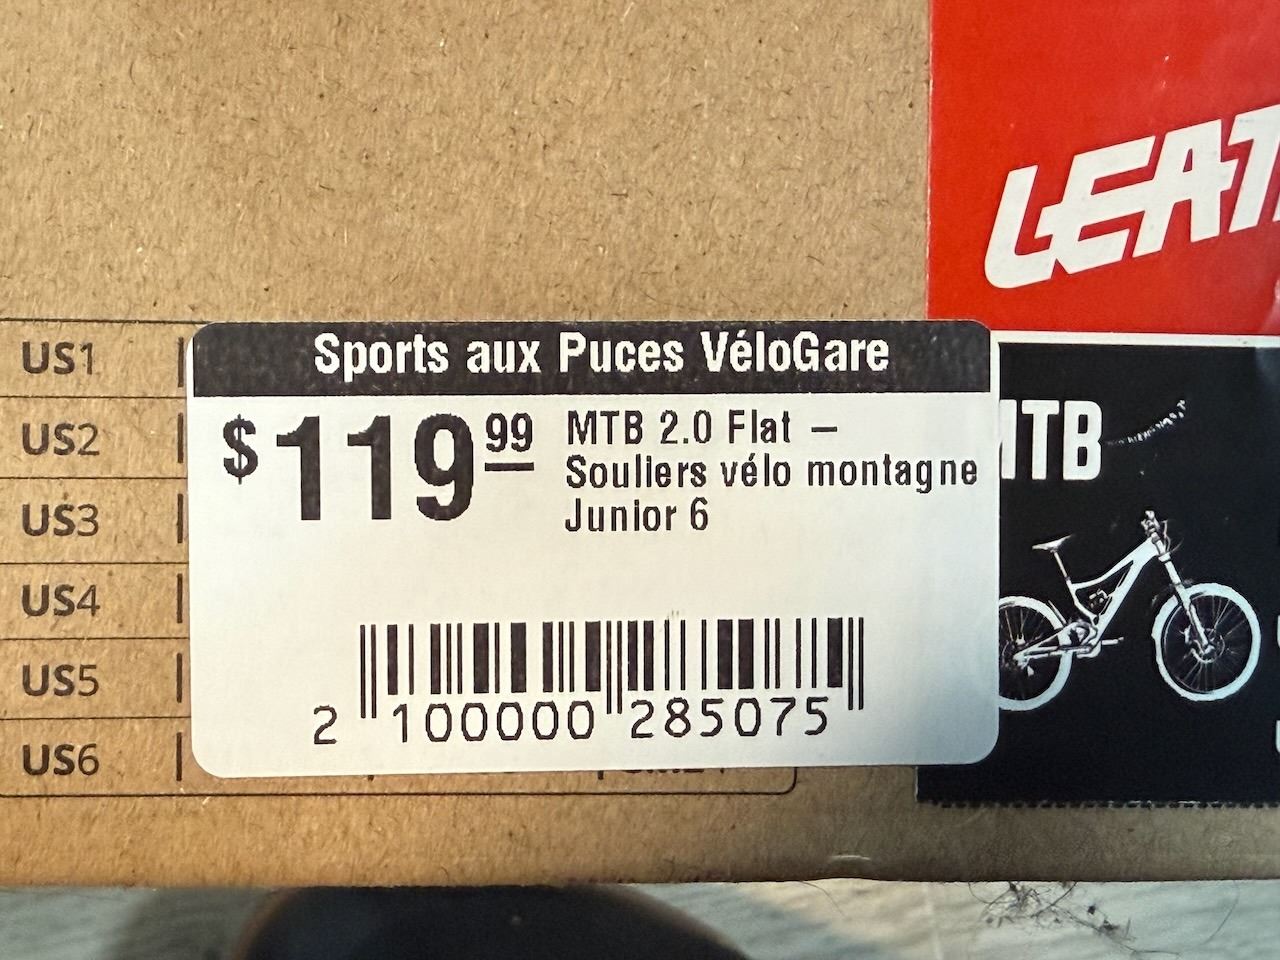 LEAT
US1
US2
US3
US4
US5
US6
Sports aux Puces VéloGare
$119.99
MTB 2.0 Flat –
Souliers vélo montagne
Junior 6
2 100000 285075
MTB